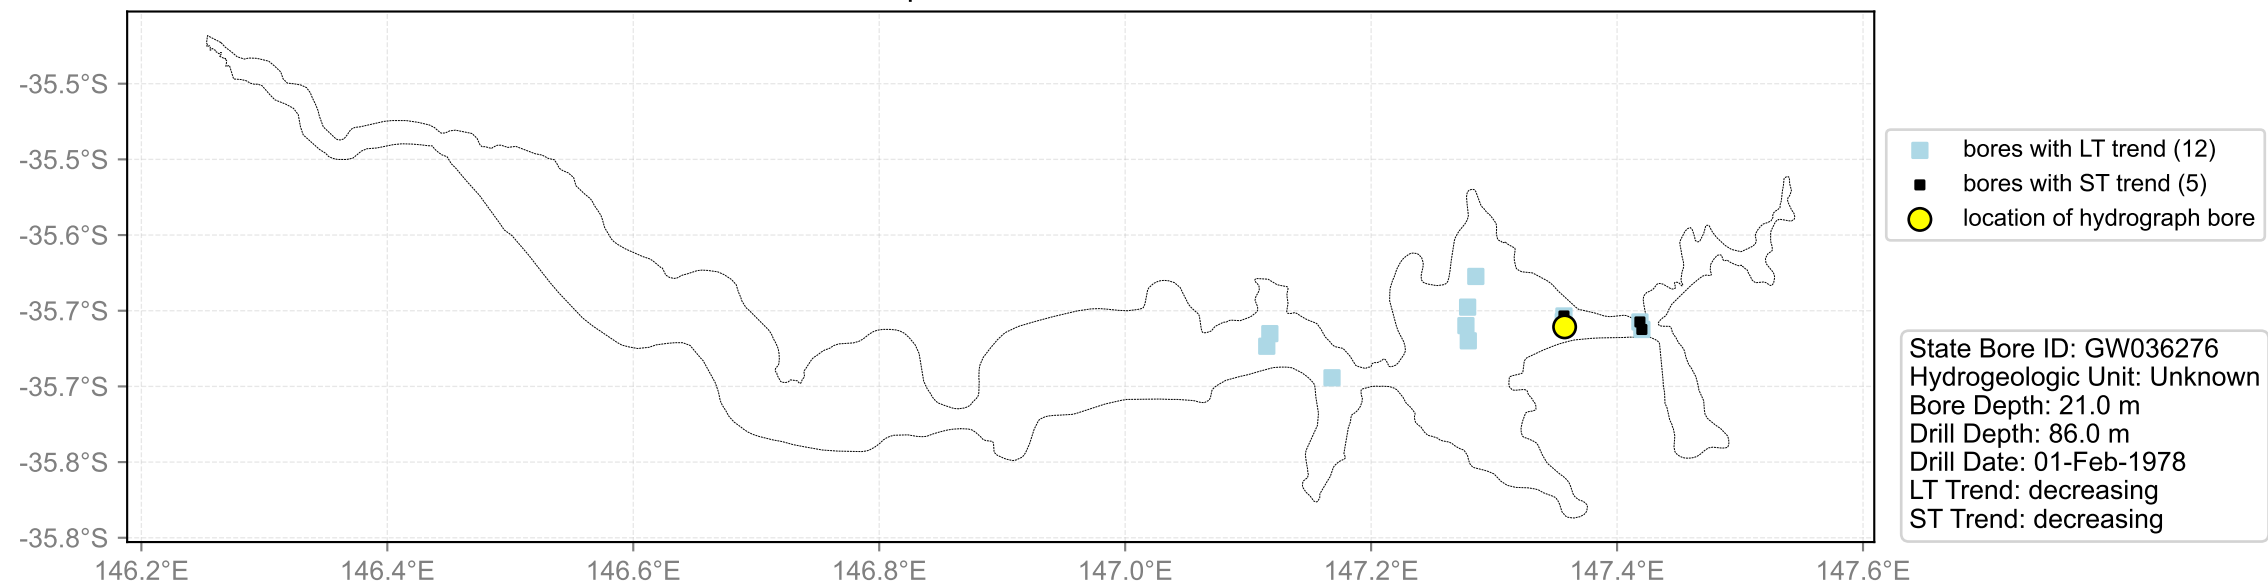 -35.5°S
-35.5°S
-35.6°S
-35.7°S
-35.7°S
-35.8°S
-35.8°S
146.2°E 146.4°E 146.6°E 146.8°E 147.0°E 147.2°E 147.4°E 147.6°E
bores with LT trend (12)
bores with ST trend (5)
location of hydrograph bore
State Bore ID: GW036276
Hydrogeologic Unit: Unknown
Bore Depth: 21.0 m
Drill Depth: 86.0 m
Drill Date: 01-Feb-1978
LT Trend: decreasing
ST Trend: decreasing